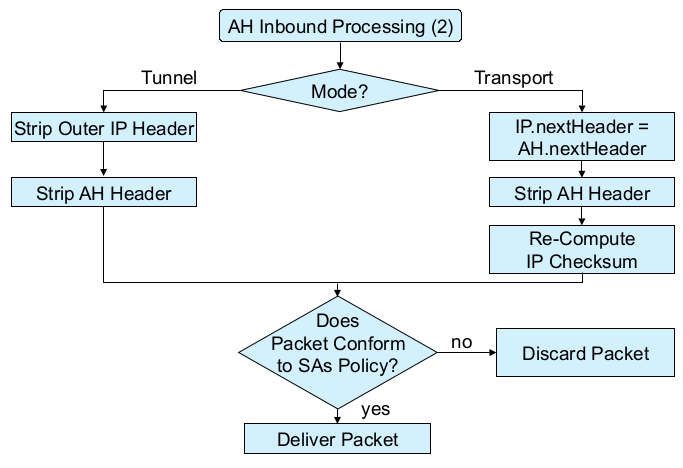 AH Inbound Processing (2)
Tunnel
Mode?
Transport
Strip Outer IP Header
Strip AH Header
IP.nextHeader =
AH.nextHeader
Strip AH Header
Re-Compute
IP Checksum
Does
Packet Conform
to SAs Policy?
no
Discard Packet
yes
Deliver Packet